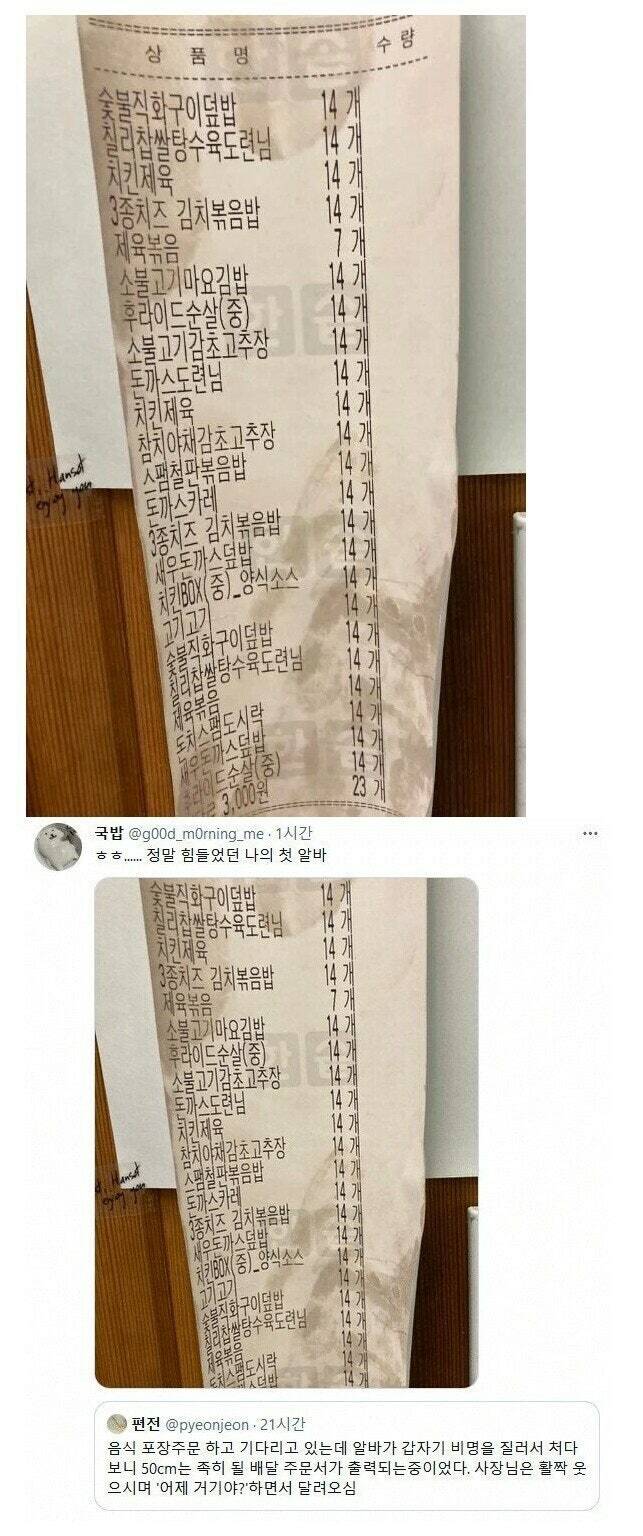 상 품 명 수 량
숯불직화구이덮밥 14 개
칠리찹쌀탕수육도련님 14 개
치킨제육 14 개
3종치즈 김치볶음밥 14 개
제육볶음 7 개
소불고기마요김밥 14 개
후라이드순살(중) 14 개
소불고기감초고추장 14 개
돈까스도련님 14 개
치킨제육 14 개
참치야채감초고추장 14 개
스팸철판볶음밥 14 개
돈까스카레 14 개
3종치즈 김치볶음밥 14 개
새우돈까스덮밥 14 개
치킨BOX(중)_양식소스 14 개
고기고기 14 개
숯불직화구이덮밥 14 개
칠리찹쌀탕수육도련님 14 개
제육볶음 14 개
돈치스팸도시락 14 개
새우돈까스덮밥 14 개
후라이드순살(중) 14 개
3,000원 23 개
국밥 @g00d_m0rning_me · 1시간
ㅎㅎ...... 정말 힘들었던 나의 첫 알바
숯불직화구이덮밥 14 개
칠리찹쌀탕수육도련님 14 개
치킨제육 14 개
3종치즈 김치볶음밥 14 개
제육볶음 7 개
소불고기마요김밥 14 개
후라이드순살(중) 14 개
소불고기감초고추장 14 개
돈까스도련님 14 개
치킨제육 14 개
참치야채감초고추장 14 개
스팸철판볶음밥 14 개
돈까스카레 14 개
3종치즈 김치볶음밥 14 개
새우돈까스덮밥 14 개
치킨BOX(중)_양식소스 14 개
고기고기 14 개
숯불직화구이덮밥 14 개
칠리찹쌀탕수육도련님 14 개
제육볶음 14 개
돈치스팸도시락 14 개
돈까스덮밥 14 개
편전 @pyeonjeon · 21시간
음식 포장주문 하고 기다리고 있는데 알바가 갑자기 비명을 질러서 처다
보니 50cm는 족히 될 배달 주문서가 출력되는중이었다. 사장님은 활짝 웃
으시며 '어제 거기야?'하면서 달려오심